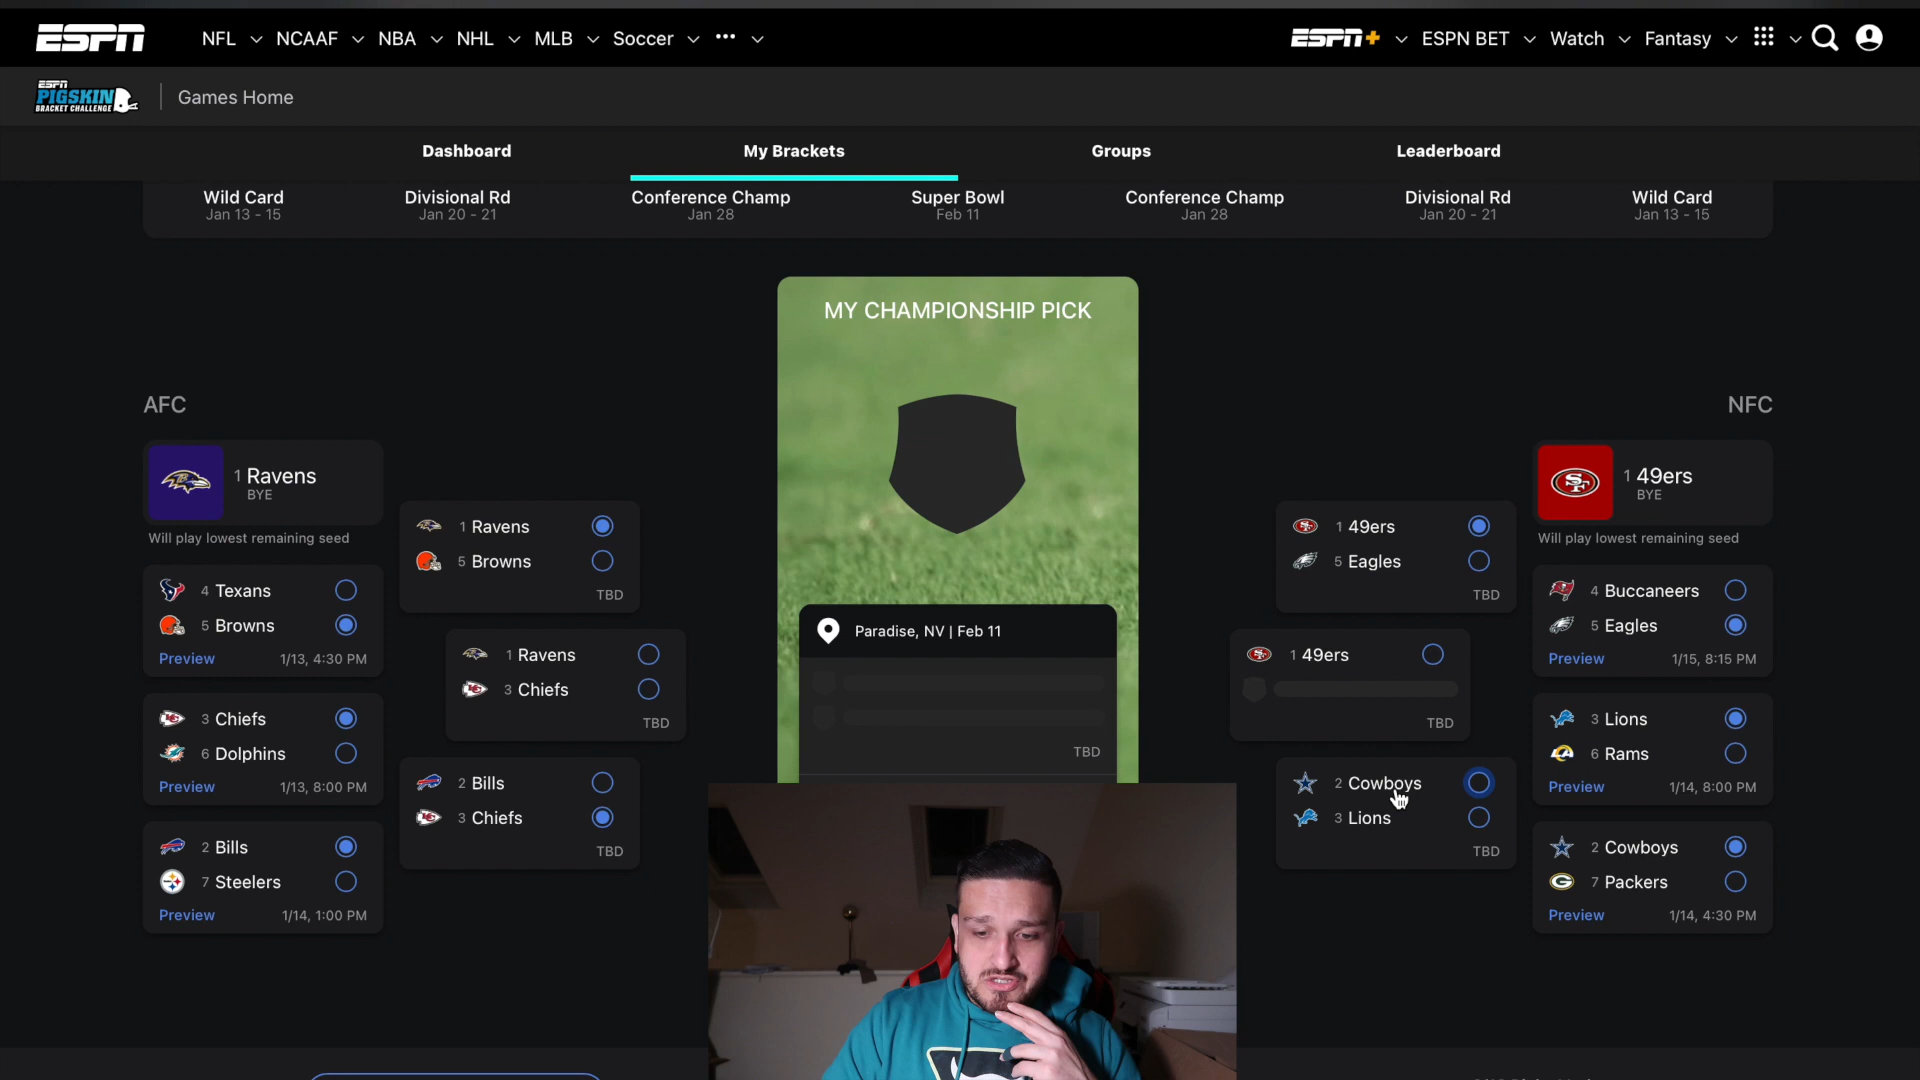 ESPN NFL NCAAF NBA NHL MLB Soccer ••• ESPN+ ESPN BET Watch Fantasy
ESPN PIGSKIN BRACKET CHALLENGE Games Home
Dashboard My Brackets Groups Leaderboard
Wild Card Divisional Rd Conference Champ Super Bowl Conference Champ Divisional Rd Wild Card
Jan 13 - 15 Jan 20 - 21 Jan 28 Feb 11 Jan 28 Jan 20 - 21 Jan 13 - 15
MY CHAMPIONSHIP PICK
Paradise, NV | Feb 11
TBD
AFC
1 Ravens
BYE
Will play lowest remaining seed
4 Texans
5 Browns
Preview 1/13, 4:30 PM
3 Chiefs
6 Dolphins
Preview 1/13, 8:00 PM
2 Bills
7 Steelers
Preview 1/14, 1:00 PM
1 Ravens
5 Browns
TBD
1 Ravens
3 Chiefs
TBD
2 Bills
3 Chiefs
TBD
NFC
1 49ers
BYE
Will play lowest remaining seed
1 49ers
5 Eagles
TBD
1 49ers
TBD
2 Cowboys
3 Lions
TBD
4 Buccaneers
5 Eagles
Preview 1/15, 8:15 PM
3 Lions
6 Rams
Preview 1/14, 8:00 PM
2 Cowboys
7 Packers
Preview 1/14, 4:30 PM